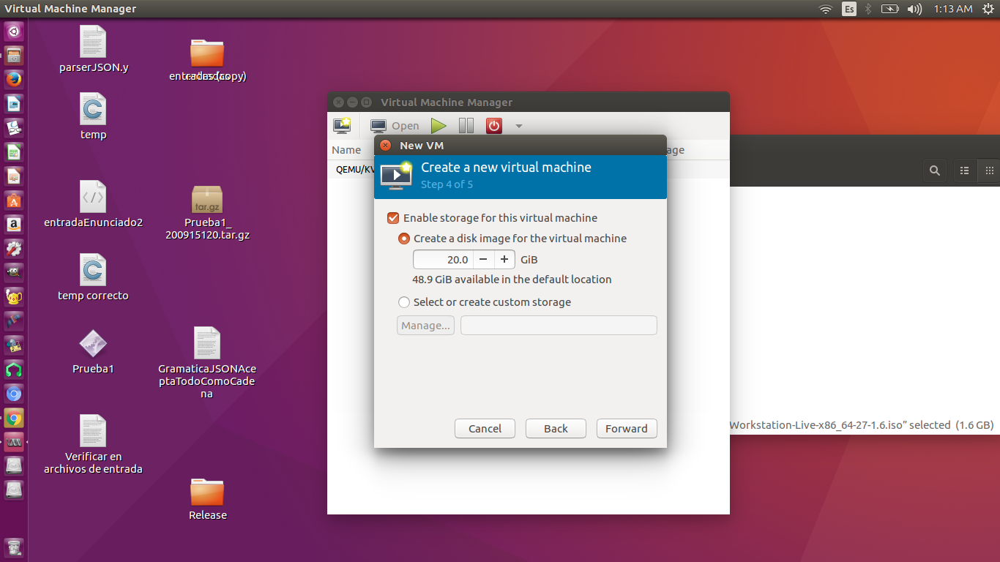 Virtual Machine Manager
Es
1:13 AM
parserJSON.y
temp
entradaEnunciado2
tar.gz
Prueba1_
200915120.tar.gz
temp correcto
Prueba1
GramaticaJSONAce
ptaTodoComoCade
na
Verificar en
archivos de entrada
Release
Virtual Machine Manager
Open
Name
age
QEMU/KV
New VM
Create a new virtual machine
Step 4 of 5
Enable storage for this virtual machine
Create a disk image for the virtual machine
20.0 − + GiB
48.9 GiB available in the default location
Select or create custom storage
Manage...
Cancel
Back
Forward
Workstation-Live-x86_64-27-1.6.iso” selected (1.6 GB)